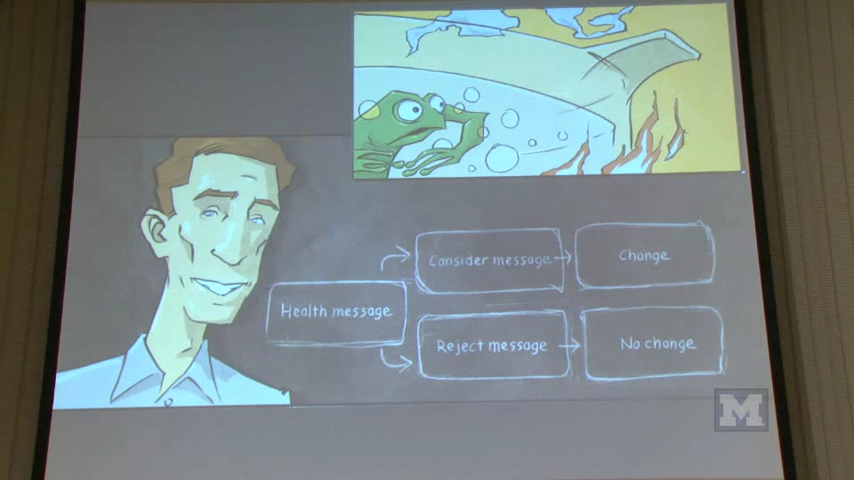 Health message
Consider message
Change
Reject message
No change
M